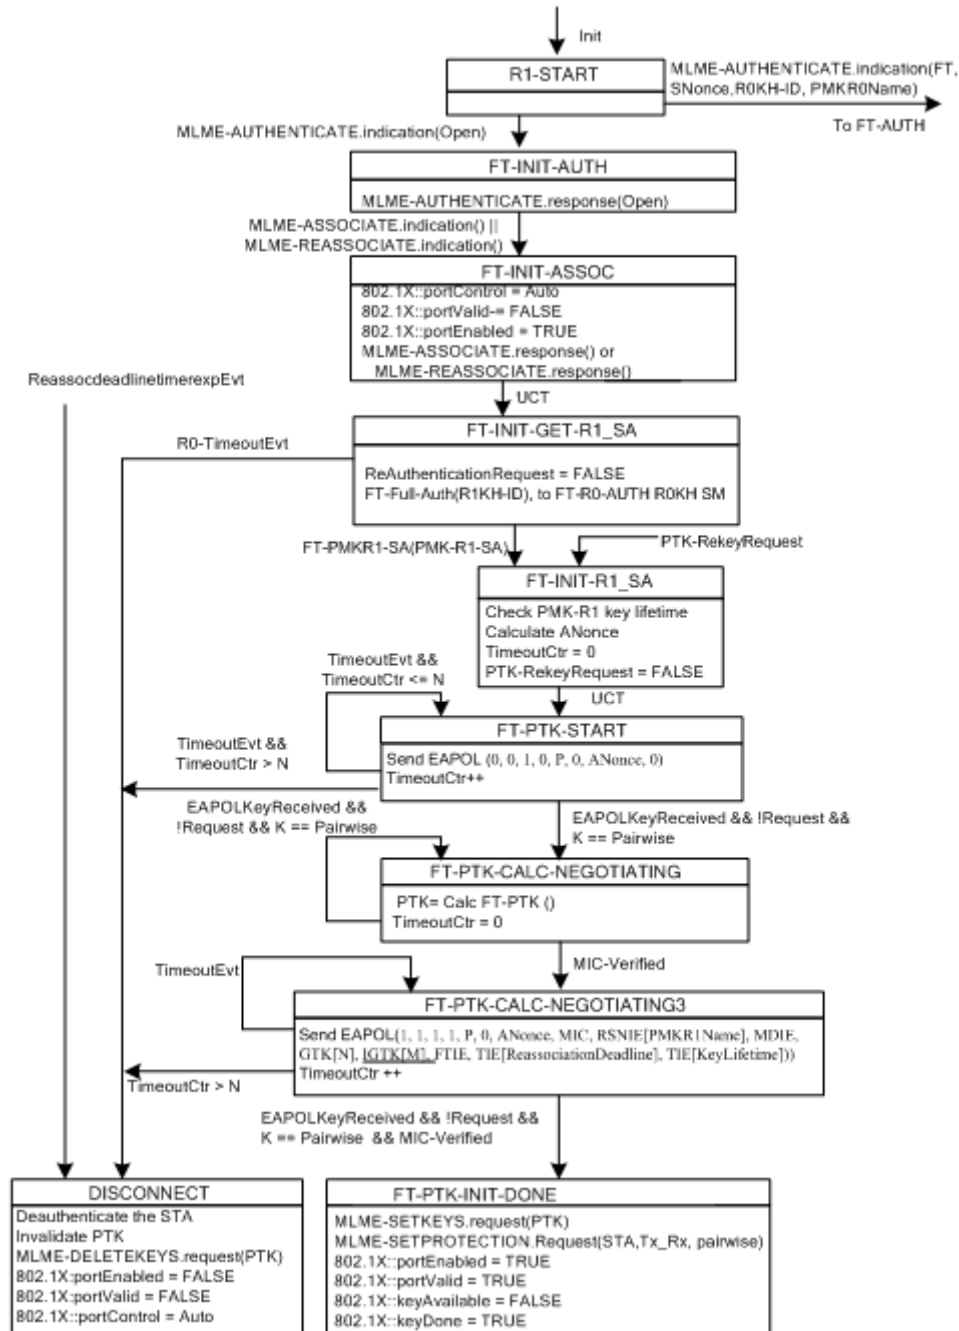 Init
R1-START
MLME-AUTHENTICATE.indication(FT,
SNonce,R0KH-ID, PMKR0Name)
To FT-AUTH
MLME-AUTHENTICATE.indication(Open)
FT-INIT-AUTH
MLME-AUTHENTICATE.response(Open)
MLME-ASSOCIATE.indication() ||
MLME-REASSOCIATE.indication()
FT-INIT-ASSOC
802.1X::portControl = Auto
802.1X::portValid-= FALSE
802.1X::portEnabled = TRUE
MLME-ASSOCIATE.response() or
MLME-REASSOCIATE.response()
ReassocdeadlinetimerexpEvt
UCT
FT-INIT-GET-R1_SA
R0-TimeoutEvt
ReAuthenticationRequest = FALSE
FT-Full-Auth(R1KH-ID), to FT-R0-AUTH R0KH SM
FT-PMKR1-SA(PMK-R1-SA)
PTK-RekeyRequest
FT-INIT-R1_SA
Check PMK-R1 key lifetime
Calculate ANonce
TimeoutCtr = 0
PTK-RekeyRequest = FALSE
TimeoutEvt &&
TimeoutCtr <= N
UCT
FT-PTK-START
Send EAPOL (0, 0, 1, 0, P, 0, ANonce, 0)
TimeoutCtr++
TimeoutEvt &&
TimeoutCtr > N
EAPOLKeyReceived &&
!Request && K == Pairwise
EAPOLKeyReceived && !Request &&
K == Pairwise
FT-PTK-CALC-NEGOTIATING
PTK= Calc FT-PTK ()
TimeoutCtr = 0
MIC-Verified
TimeoutEvt
FT-PTK-CALC-NEGOTIATING3
Send EAPOL(1, 1, 1, 1, P, 0, ANonce, MIC, RSNIE[PMKR1Name], MDIE,
GTK[N], IGTK[M], FTIE, TIE[ReassociationDeadline], TIE[KeyLifetime]))
TimeoutCtr ++
TimeoutCtr > N
EAPOLKeyReceived && !Request &&
K == Pairwise && MIC-Verified
DISCONNECT
Deauthenticate the STA
Invalidate PTK
MLME-DELETEKEYS.request(PTK)
802.1X:portEnabled = FALSE
802.1X:portValid = FALSE
802.1X::portControl = Auto
FT-PTK-INIT-DONE
MLME-SETKEYS.request(PTK)
MLME-SETPROTECTION.Request(STA,Tx_Rx, pairwise)
802.1X::portEnabled = TRUE
802.1X::portValid = TRUE
802.1X::keyAvailable = FALSE
802.1X::keyDone = TRUE